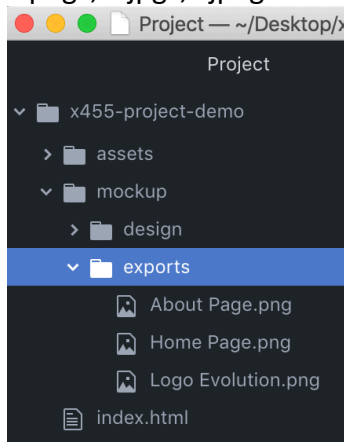 Project — ~/Desktop/x
Project
x455-project-demo
assets
mockup
design
exports
About Page.png
Home Page.png
Logo Evolution.png
index.html